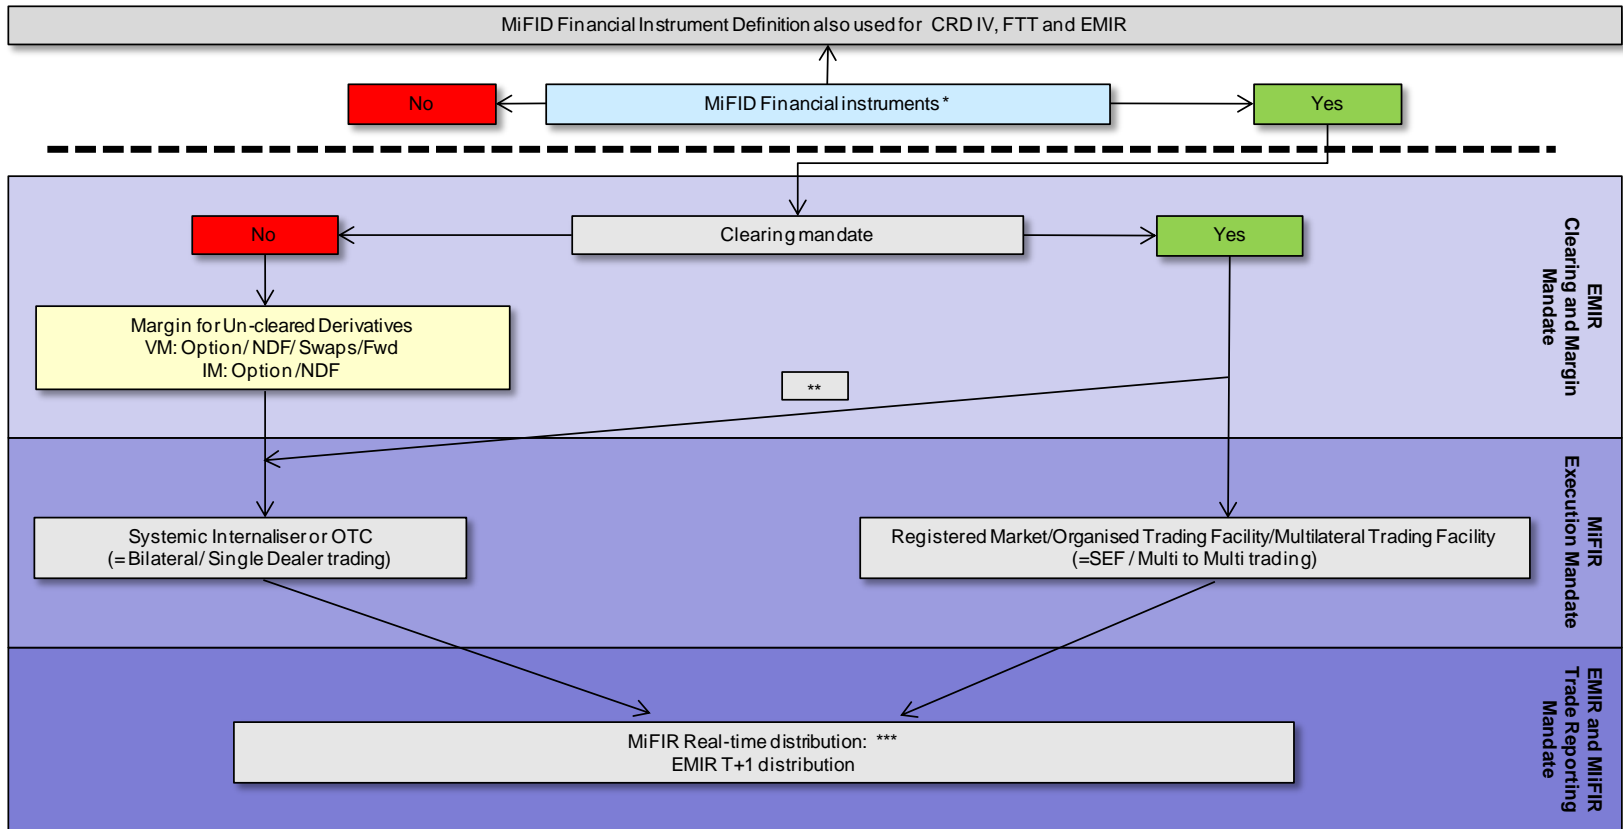 MiFID Financial Instrument Definition also used for CRD IV, FTT and EMIR
No
MiFID Financial instruments *
Yes
No
Clearing mandate
Yes
EMIR
Clearing and Margin
Mandate
Margin for Un-cleared Derivatives
VM: Option/ NDF/ Swaps/Fwd
IM: Option /NDF
**
MiFIR
Execution Mandate
Systemic Internaliser or OTC
(= Bilateral/ Single Dealer trading)
Registered Market/Organised Trading Facility/Multilateral Trading Facility
(=SEF / Multi to Multi trading)
EMIR and MIiFIR
Trade Reporting
Mandate
MiFIR Real-time distribution: ***
EMIR T+1 distribution